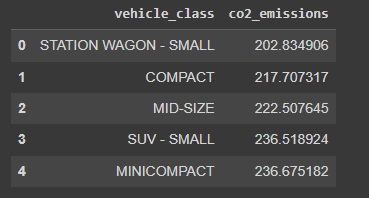 vehicle_class co2_emissions
0 STATION WAGON - SMALL 202.834906
1 COMPACT 217.707317
2 MID-SIZE 222.507645
3 SUV - SMALL 236.518924
4 MINICOMPACT 236.675182